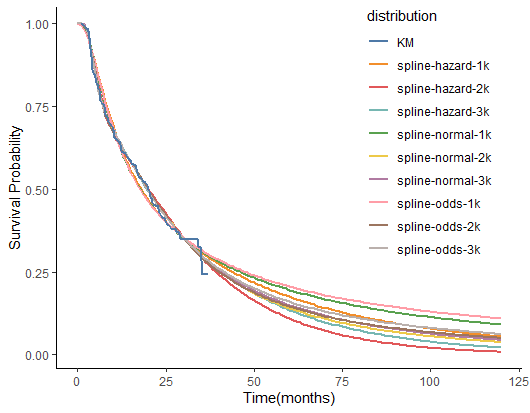 distribution
KM
spline-hazard-1k
spline-hazard-2k
spline-hazard-3k
spline-normal-1k
spline-normal-2k
spline-normal-3k
spline-odds-1k
spline-odds-2k
spline-odds-3k
Survival Probability
1.00
0.75
0.50
0.25
0.00
0
25
50
75
100
125
Time(months)